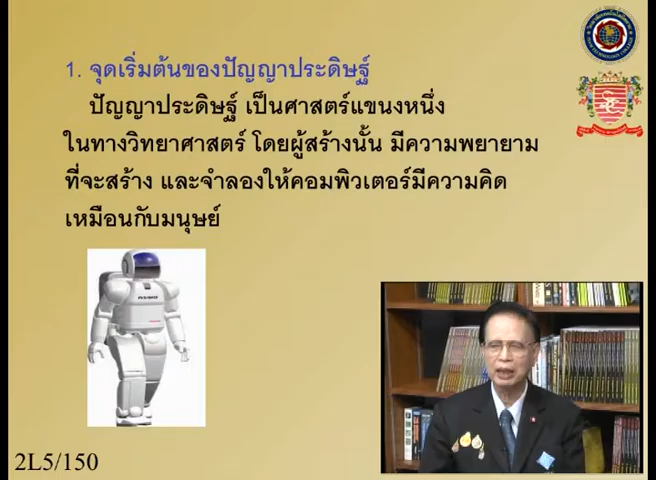 1. จุดเริ่มต้นของปัญญาประดิษฐ์
ปัญญาประดิษฐ์ เป็นศาสตร์แขนงหนึ่ง
ในทางวิทยาศาสตร์ โดยผู้สร้างนั้น มีความพยายาม
ที่จะสร้าง และจำลองให้คอมพิวเตอร์มีความคิด
เหมือนกับมนุษย์
2L5/150